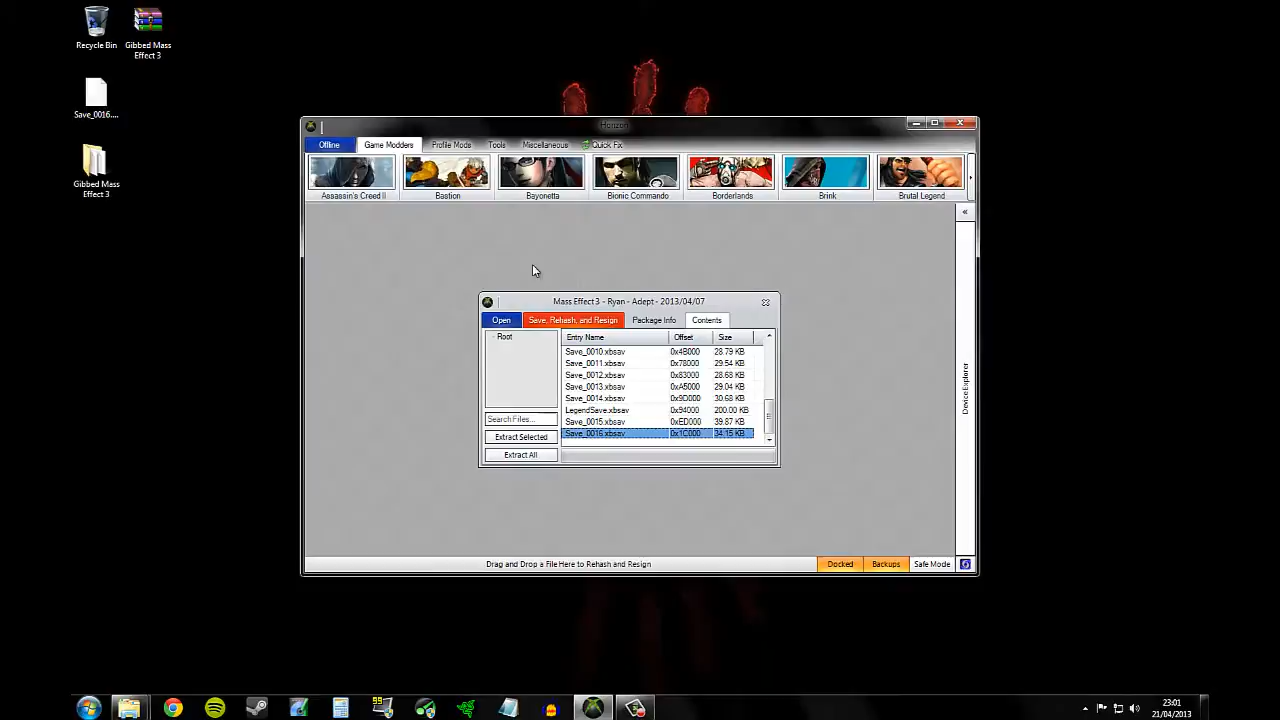 Recycle Bin
Gibbed Mass
Effect 3
Save_0016....
Gibbed Mass
Effect 3
Horizon
Offline
Game Modders
Profile Mods
Tools
Miscellaneous
Quick Fix
Assassin's Creed II
Bastion
Bayonetta
Bionic Commando
Borderlands
Brink
Brutal Legend
Mass Effect 3 - Ryan - Adept - 2013/04/07
Open
Save, Rehash, and Resign
Package Info
Contents
Root
Entry Name Offset Size
Save_0010.xbsav 0x4B000 28.79 KB
Save_0011.xbsav 0x78000 29.54 KB
Save_0012.xbsav 0x83000 28.68 KB
Save_0013.xbsav 0xA5000 29.04 KB
Save_0014.xbsav 0x9D000 30.68 KB
LegendSave.xbsav 0x94000 200.00 KB
Save_0015.xbsav 0xED000 39.87 KB
Save_0016.xbsav 0x1C000 34.15 KB
Search Files...
Extract Selected
Extract All
Device Explorer
Drag and Drop a File Here to Rehash and Resign
Docked
Backups
Safe Mode
23:01
21/04/2013